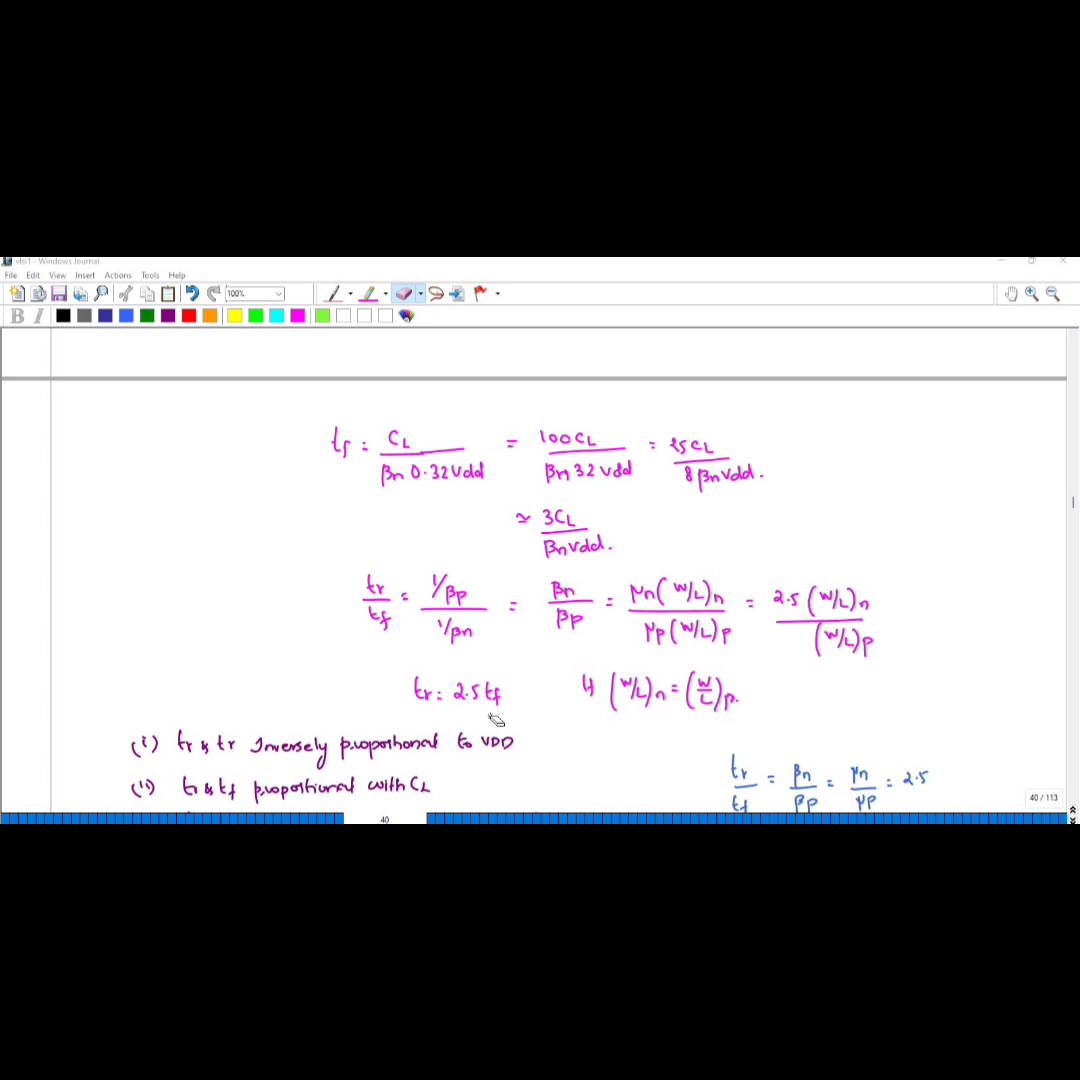 vlsi1 - Windows Journal
File Edit View Insert Actions Tools Help
100%
B I
tf = CL / βn 0.32 Vdd = 100CL / βn 32 Vdd = 25CL / 8 βn Vdd.
≃ 3CL / βn Vdd.
tr/tf = 1/βp / 1/βn = βn/βp = μn(W/L)n / μp(W/L)p = 2.5 (W/L)n / (W/L)p
tr = 2.5 tf (W/L)n = (W/L)p.
(i) tr & tr Inversely proportional to VDD
tr/tf = βn/βp = μn/μp = 2.5
(ii) tr & tf proportional with CL
40 / 113
40